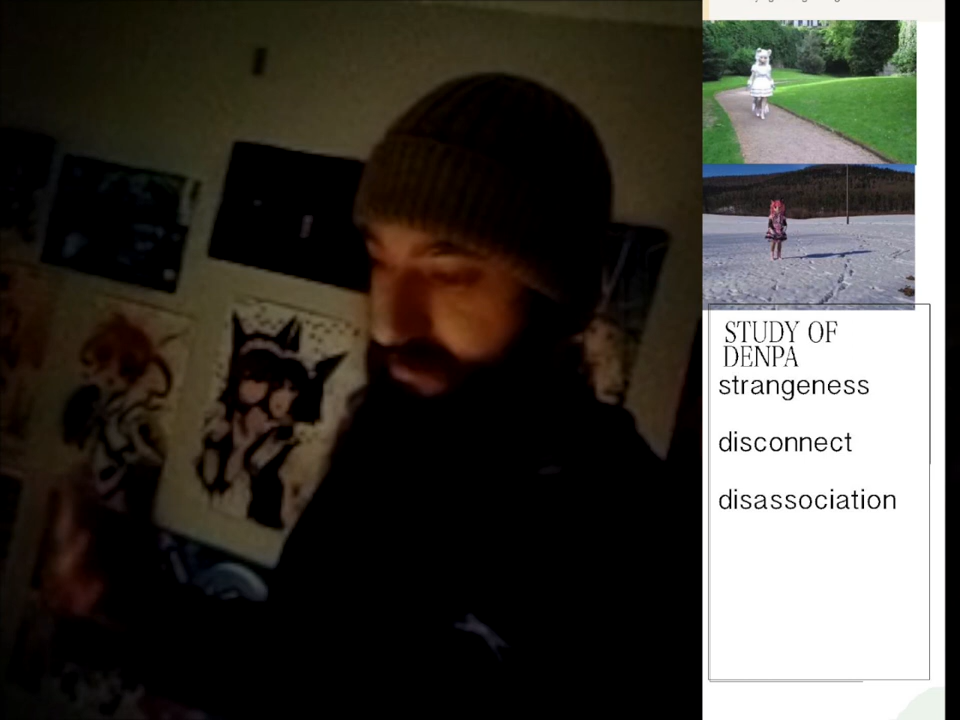 STUDY OF
DENPA
strangeness
disconnect
disassociation